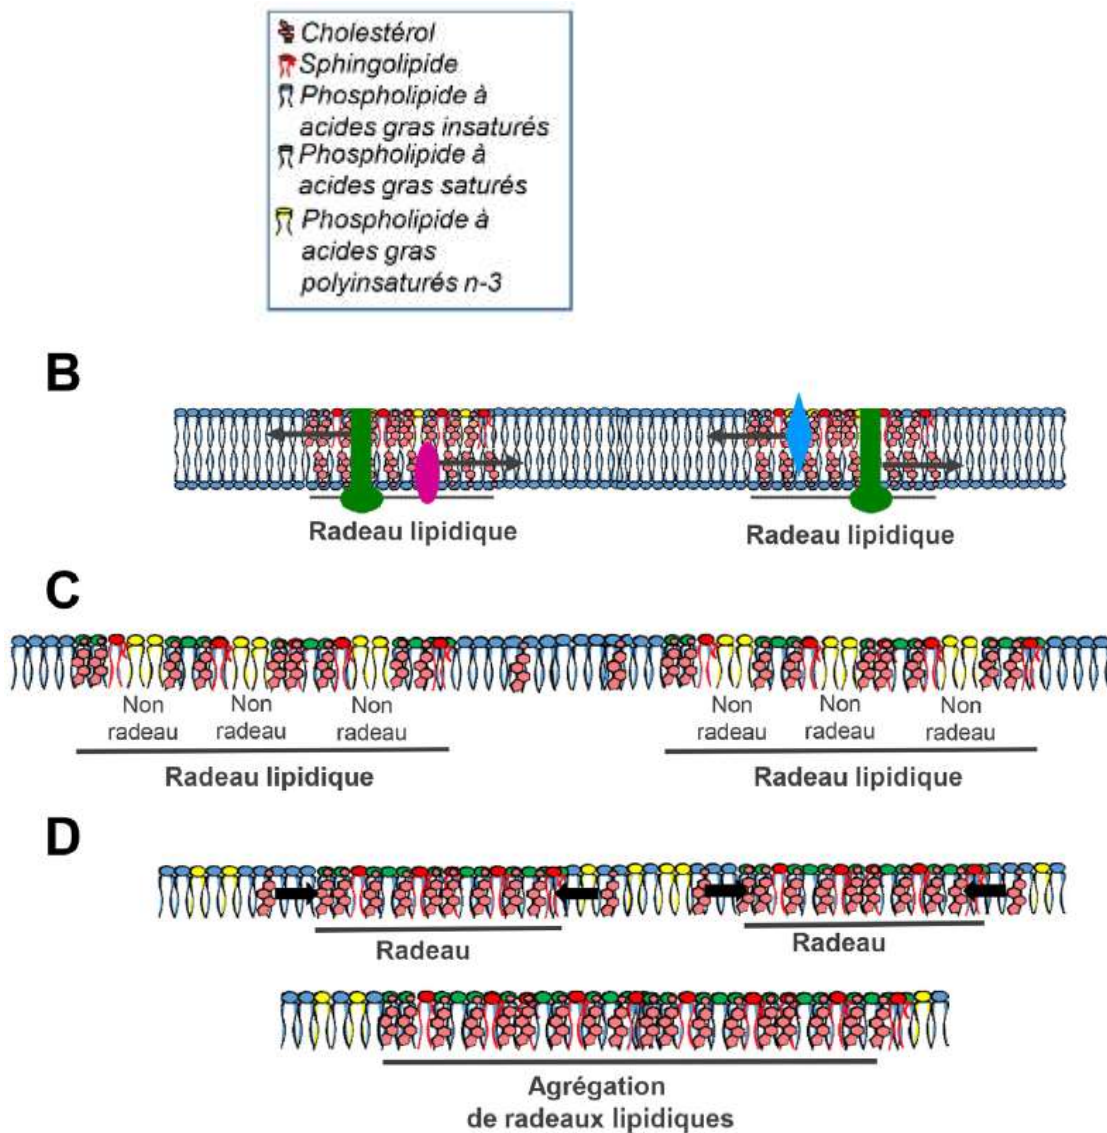 Cholestérol
Sphingolipide
Phospholipide à
acides gras insaturés
Phospholipide à
acides gras saturés
Phospholipide à
acides gras
polyinsaturés n-3
B
Radeau lipidique
Radeau lipidique
C
Non radeau
Non radeau
Non radeau
Non radeau
Non radeau
Non radeau
Radeau lipidique
Radeau lipidique
D
Radeau
Radeau
Agrégation
de radeaux lipidiques